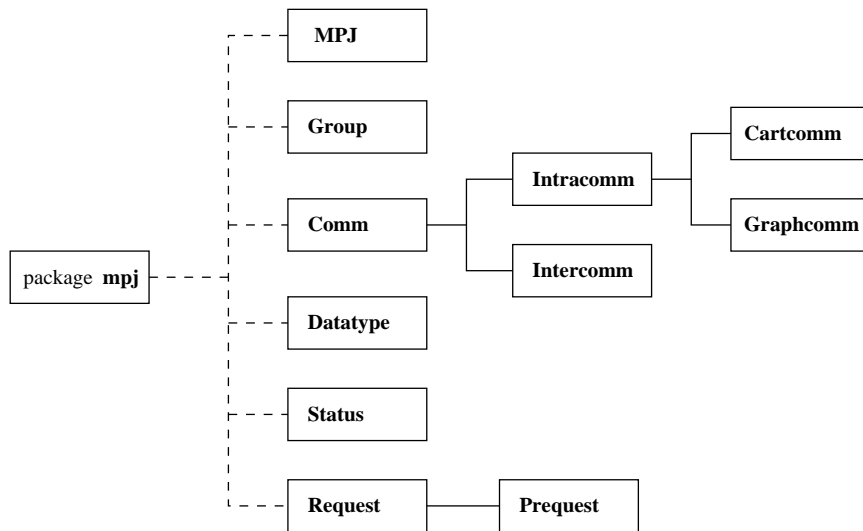 MPJ
Group
Cartcomm
Intracomm
Comm
Graphcomm
package mpj
Intercomm
Datatype
Status
Request
Prequest